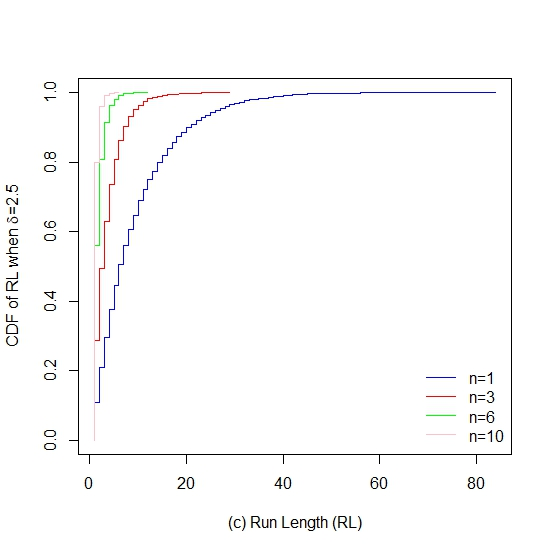 CDF of RL when δ=2.5
1.0
0.8
0.6
0.4
0.2
0.0
n=1
n=3
n=6
n=10
0 20 40 60 80
(c) Run Length (RL)